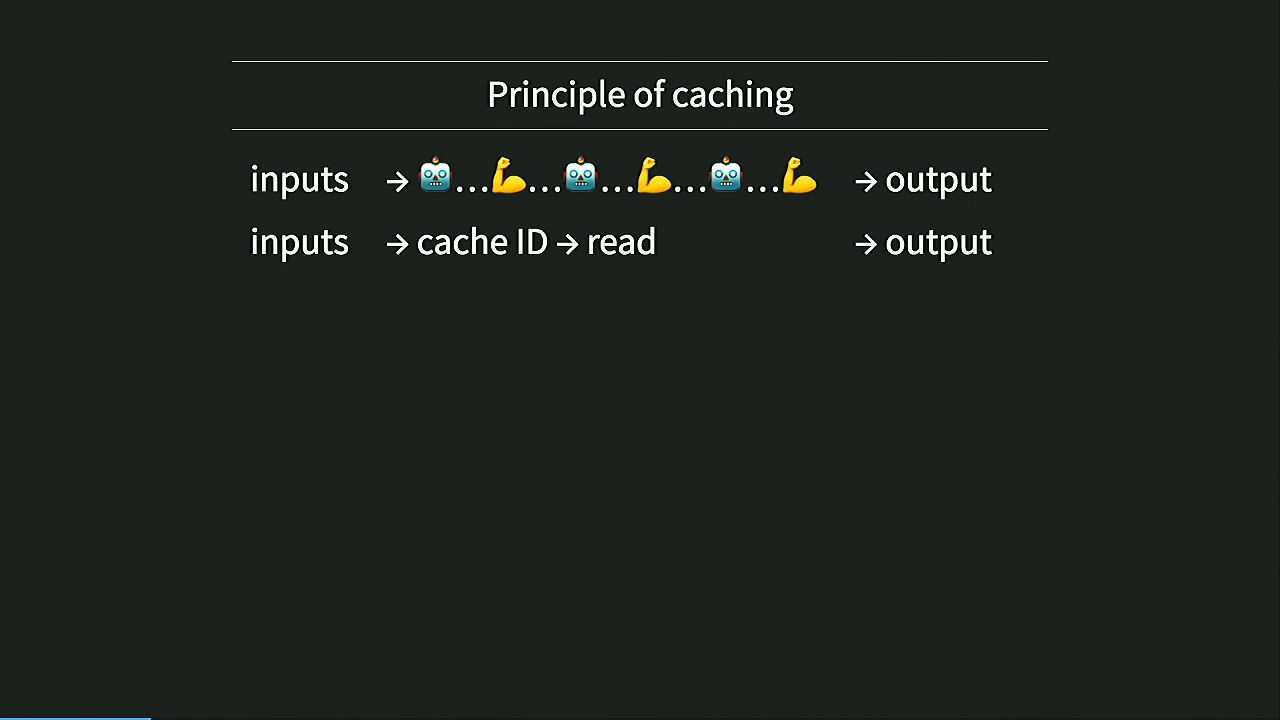 Principle of caching
inputs → 🤖...💪...🤖...💪...🤖...💪 → output
inputs → cache ID → read → output